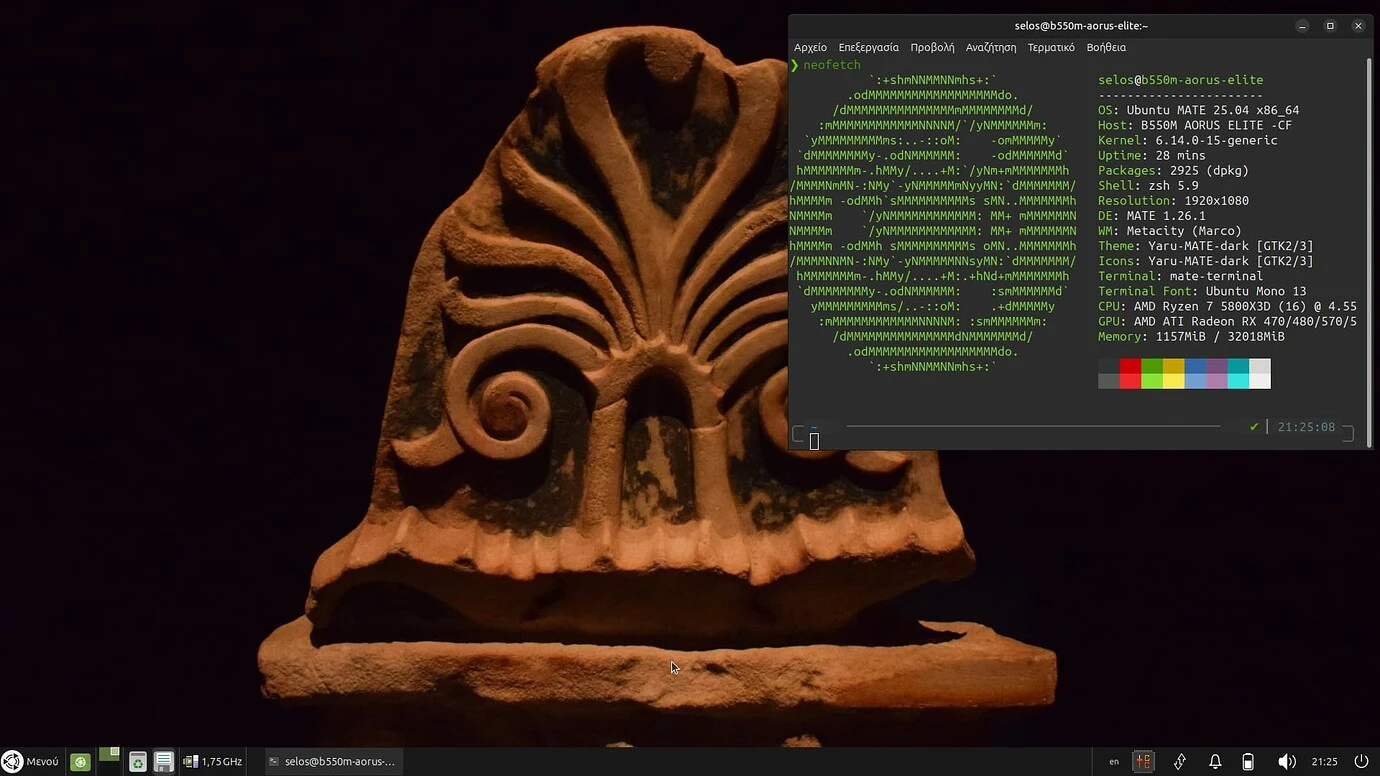 selos@b550m-aorus-elite:~
Αρχείο Επεξεργασία Προβολή Αναζήτηση Τερματικό Βοήθεια
❯ neofetch
selos@b550m-aorus-elite
-----------------------
OS: Ubuntu MATE 25.04 x86_64
Host: B550M AORUS ELITE -CF
Kernel: 6.14.0-15-generic
Uptime: 28 mins
Packages: 2925 (dpkg)
Shell: zsh 5.9
Resolution: 1920x1080
DE: MATE 1.26.1
WM: Metacity (Marco)
Theme: Yaru-MATE-dark [GTK2/3]
Icons: Yaru-MATE-dark [GTK2/3]
Terminal: mate-terminal
Terminal Font: Ubuntu Mono 13
CPU: AMD Ryzen 7 5800X3D (16) @ 4.55
GPU: AMD ATI Radeon RX 470/480/570/5
Memory: 1157MiB / 32018MiB
~ ✔ 21:25:08
Μενού 1,75 GHz selos@b550m-aorus-... en 21:25